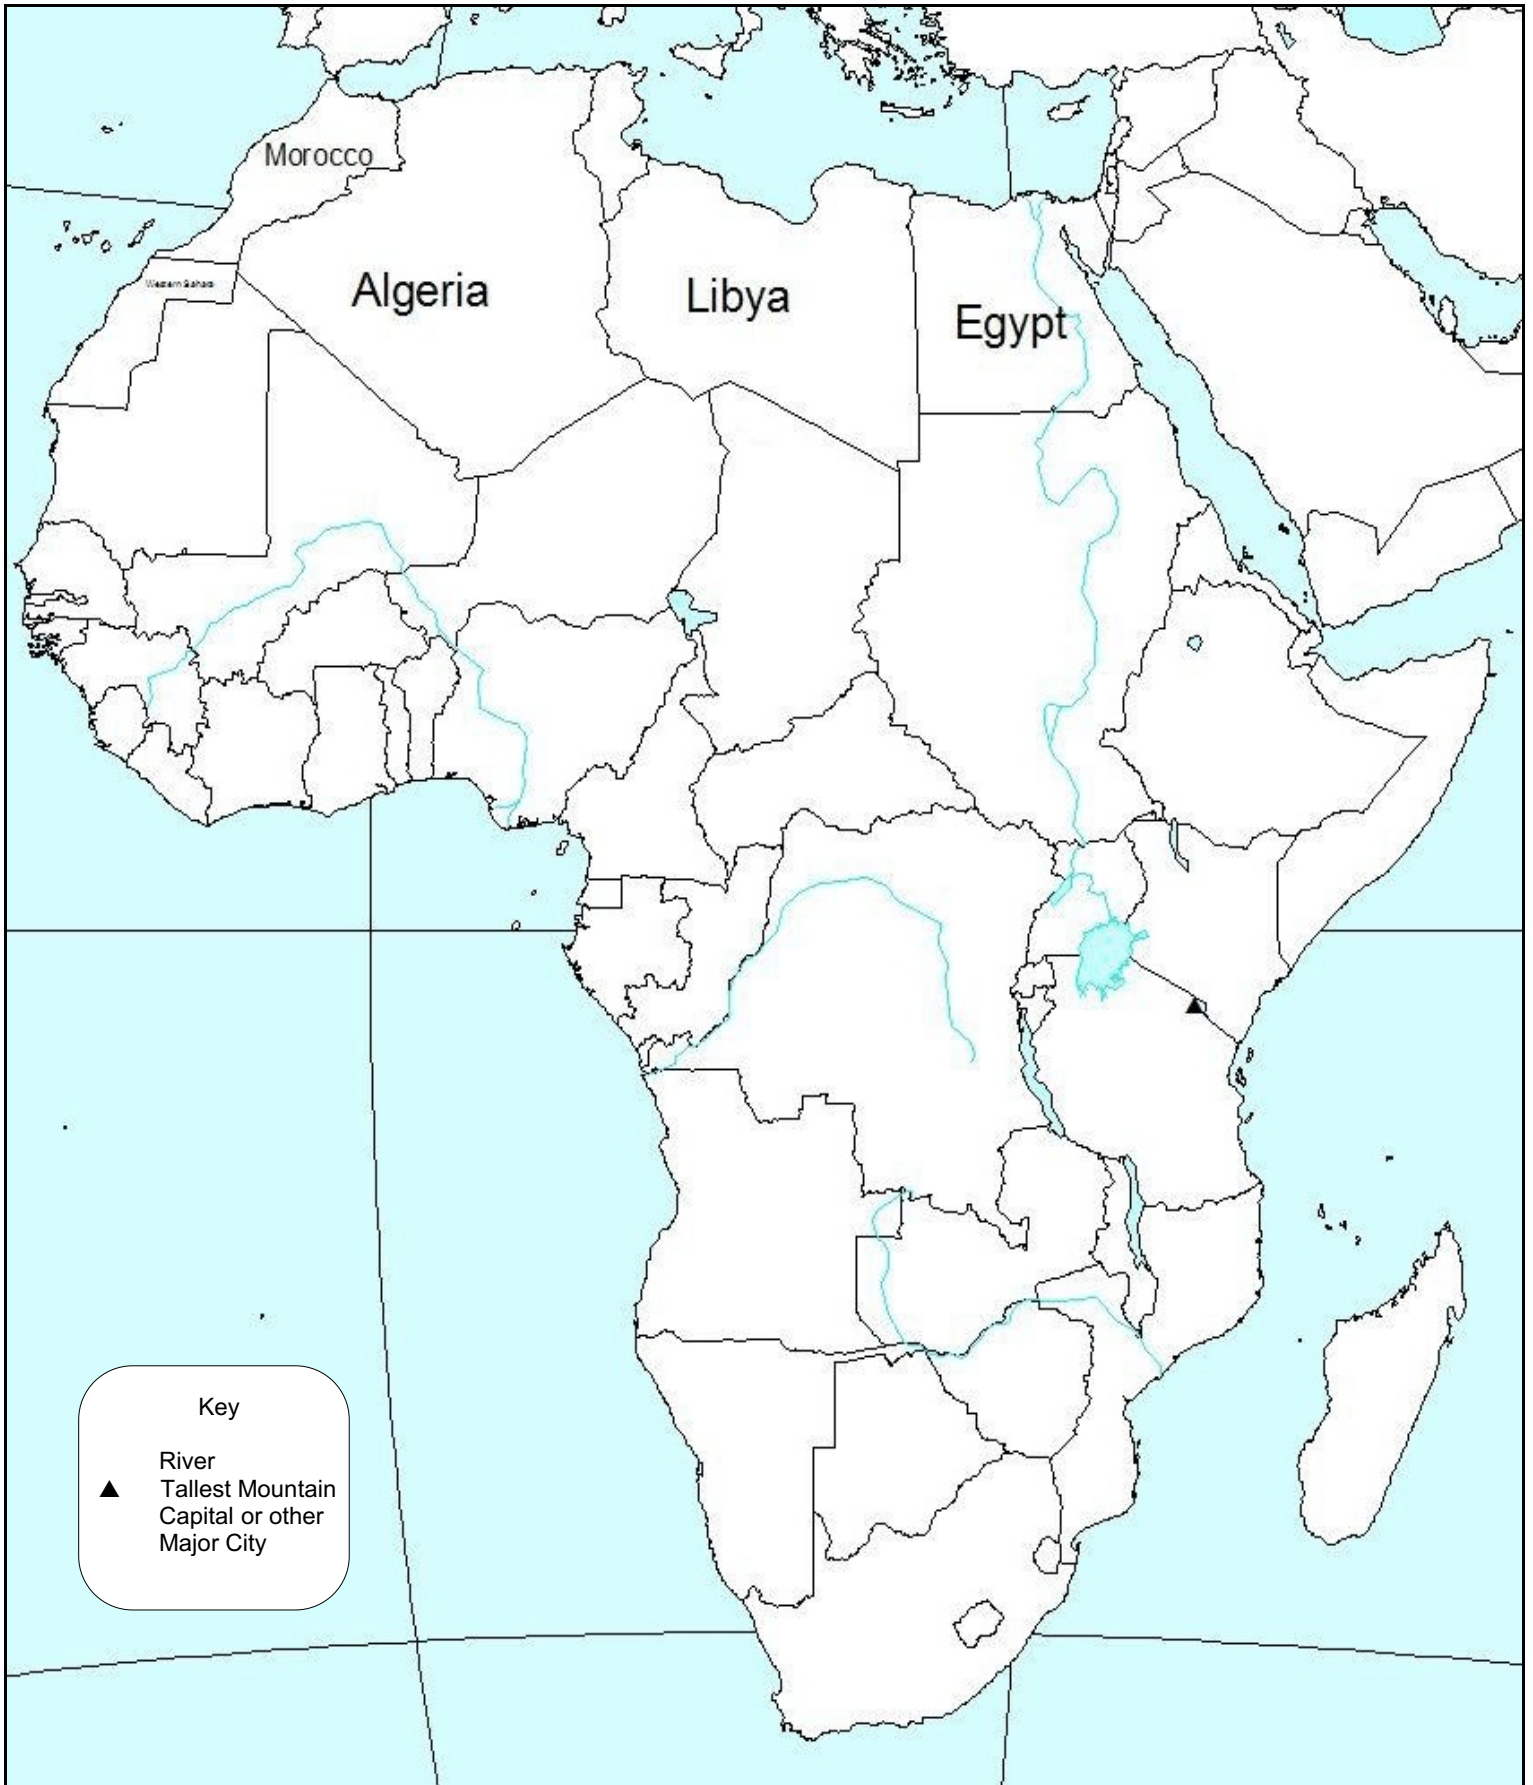 Morocco
Western Sahara
Algeria
Libya
Egypt
Key
River
Tallest Mountain
Capital or other
Major City